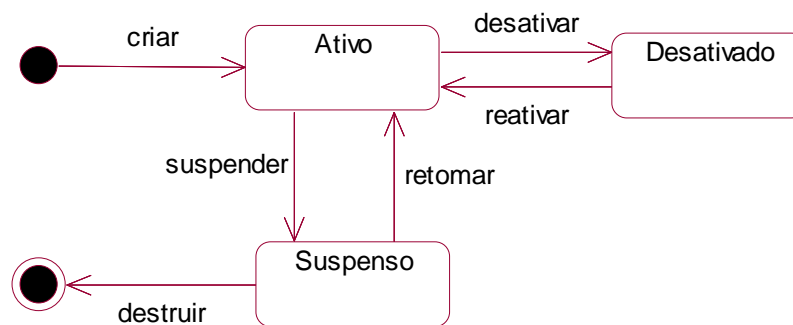 criar
Ativo
desativar
Desativado
reativar
suspender
retomar
Suspenso
destruir